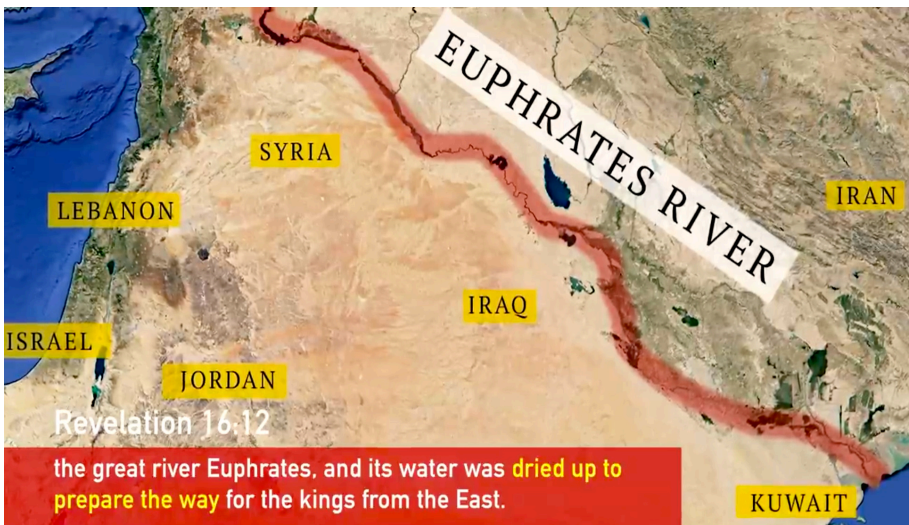 EUPHRATES RIVER
SYRIA
IRAN
LEBANON
IRAQ
ISRAEL
JORDAN
Revelation 16:12
the great river Euphrates, and its water was dried up to
prepare the way for the kings from the East.
KUWAIT